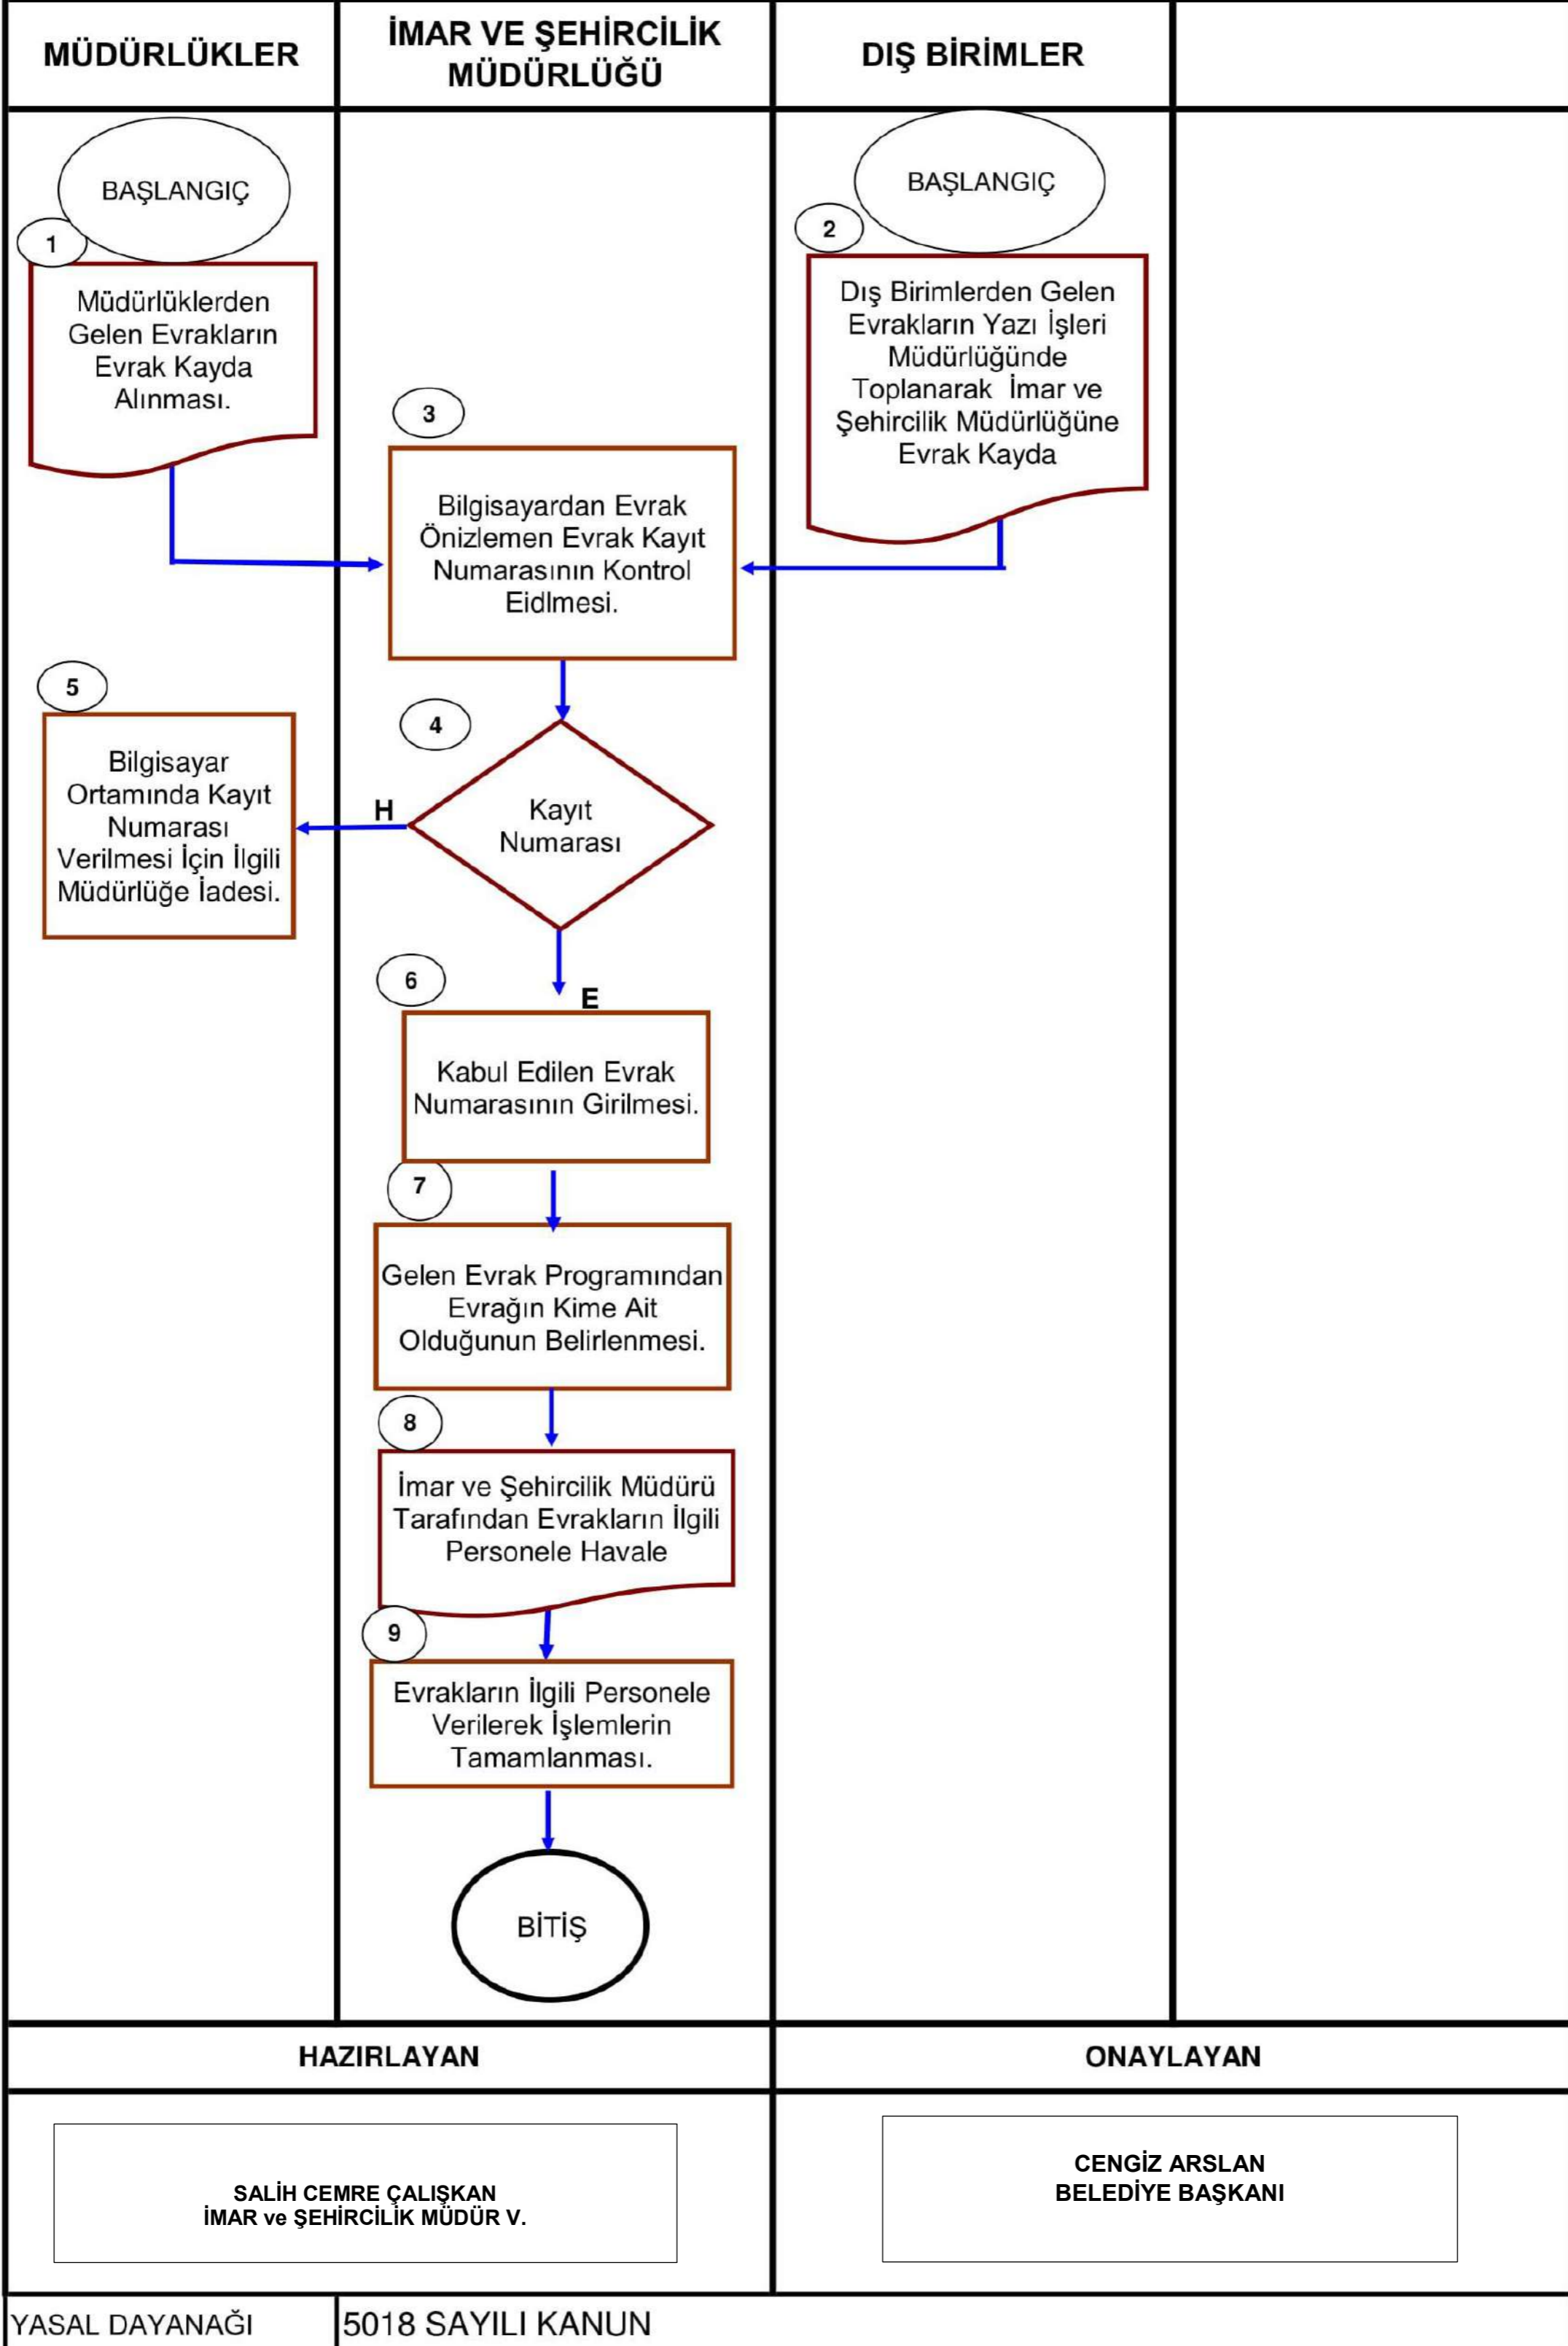 MÜDÜRLÜKLER
İMAR VE ŞEHİRCİLİK
MÜDÜRLÜĞÜ
DIŞ BİRİMLER
BAŞLANGIÇ
1
Müdürlüklerden
Gelen Evrakların
Evrak Kayda
Alınması.
BAŞLANGIÇ
2
Dış Birimlerden Gelen
Evrakların Yazı İşleri
Müdürlüğünde
Toplanarak İmar ve
Şehircilik Müdürlüğüne
Evrak Kayda
3
Bilgisayardan Evrak
Önizlemen Evrak Kayıt
Numarasının Kontrol
Eidlmesi.
4
Kayıt
Numarası
H
5
Bilgisayar
Ortamında Kayıt
Numarası
Verilmesi İçin İlgili
Müdürlüğe İadesi.
E
6
Kabul Edilen Evrak
Numarasının Girilmesi.
7
Gelen Evrak Programından
Evrağın Kime Ait
Olduğunun Belirlenmesi.
8
İmar ve Şehircilik Müdürü
Tarafından Evrakların İlgili
Personele Havale
9
Evrakların İlgili Personele
Verilerek İşlemlerin
Tamamlanması.
BİTİŞ
HAZIRLAYAN
ONAYLAYAN
SALİH CEMRE ÇALIŞKAN
İMAR ve ŞEHİRCİLİK MÜDÜR V.
CENGİZ ARSLAN
BELEDİYE BAŞKANI
YASAL DAYANAĞI
5018 SAYILI KANUN